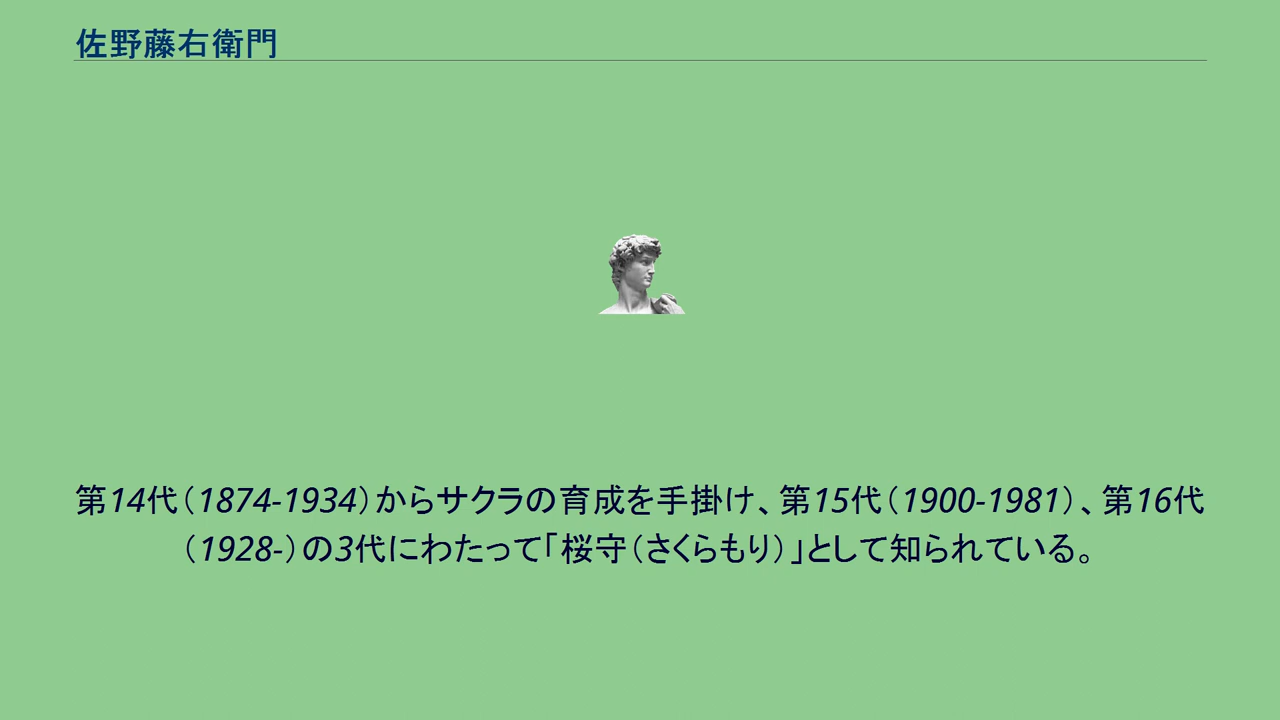 佐野藤右衛門
第14代（1874-1934）からサクラの育成を手掛け、第15代（1900-1981）、第16代
（1928-）の3代にわたって「桜守（さくらもり）」として知られている。